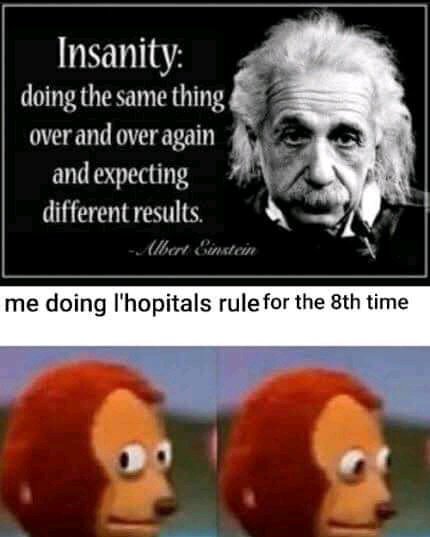 Insanity:
doing the same thing
over and over again
and expecting
different results.
-Albert Einstein
me doing l'hopitals rule for the 8th time